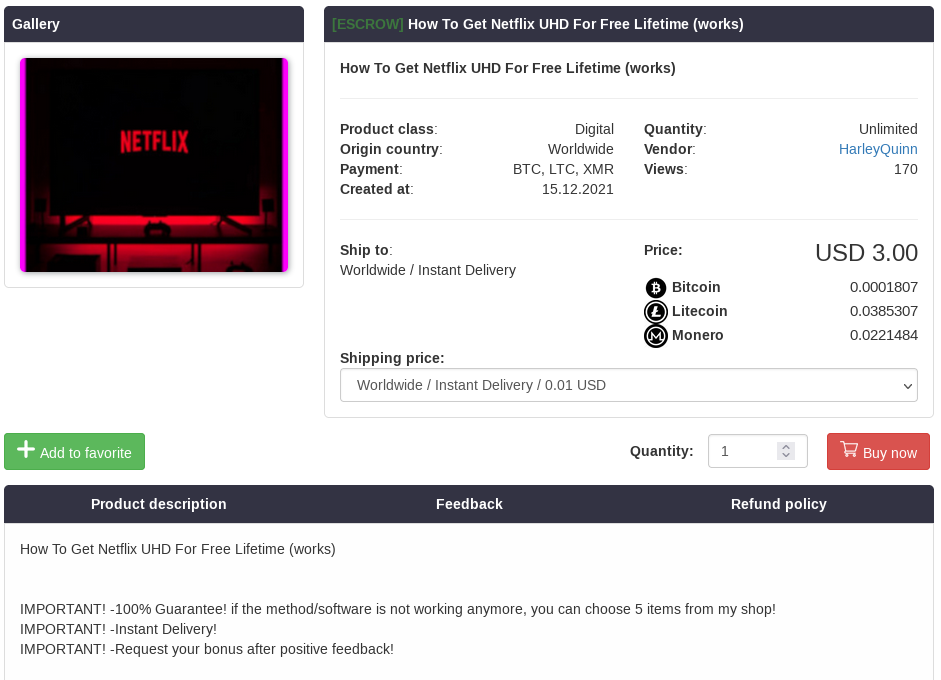 Gallery
NETFLIX
[ESCROW] How To Get Netflix UHD For Free Lifetime (works)
How To Get Netflix UHD For Free Lifetime (works)
Product class: Digital
Origin country: Worldwide
Payment: BTC, LTC, XMR
Created at: 15.12.2021
Quantity: Unlimited
Vendor: HarleyQuinn
Views: 170
Ship to:
Worldwide / Instant Delivery
Price: USD 3.00
Bitcoin 0.0001807
Litecoin 0.0385307
Monero 0.0221484
Shipping price:
Worldwide / Instant Delivery / 0.01 USD
Add to favorite
Quantity: 1
Buy now
Product description Feedback Refund policy
How To Get Netflix UHD For Free Lifetime (works)
IMPORTANT! -100% Guarantee! if the method/software is not working anymore, you can choose 5 items from my shop!
IMPORTANT! -Instant Delivery!
IMPORTANT! -Request your bonus after positive feedback!